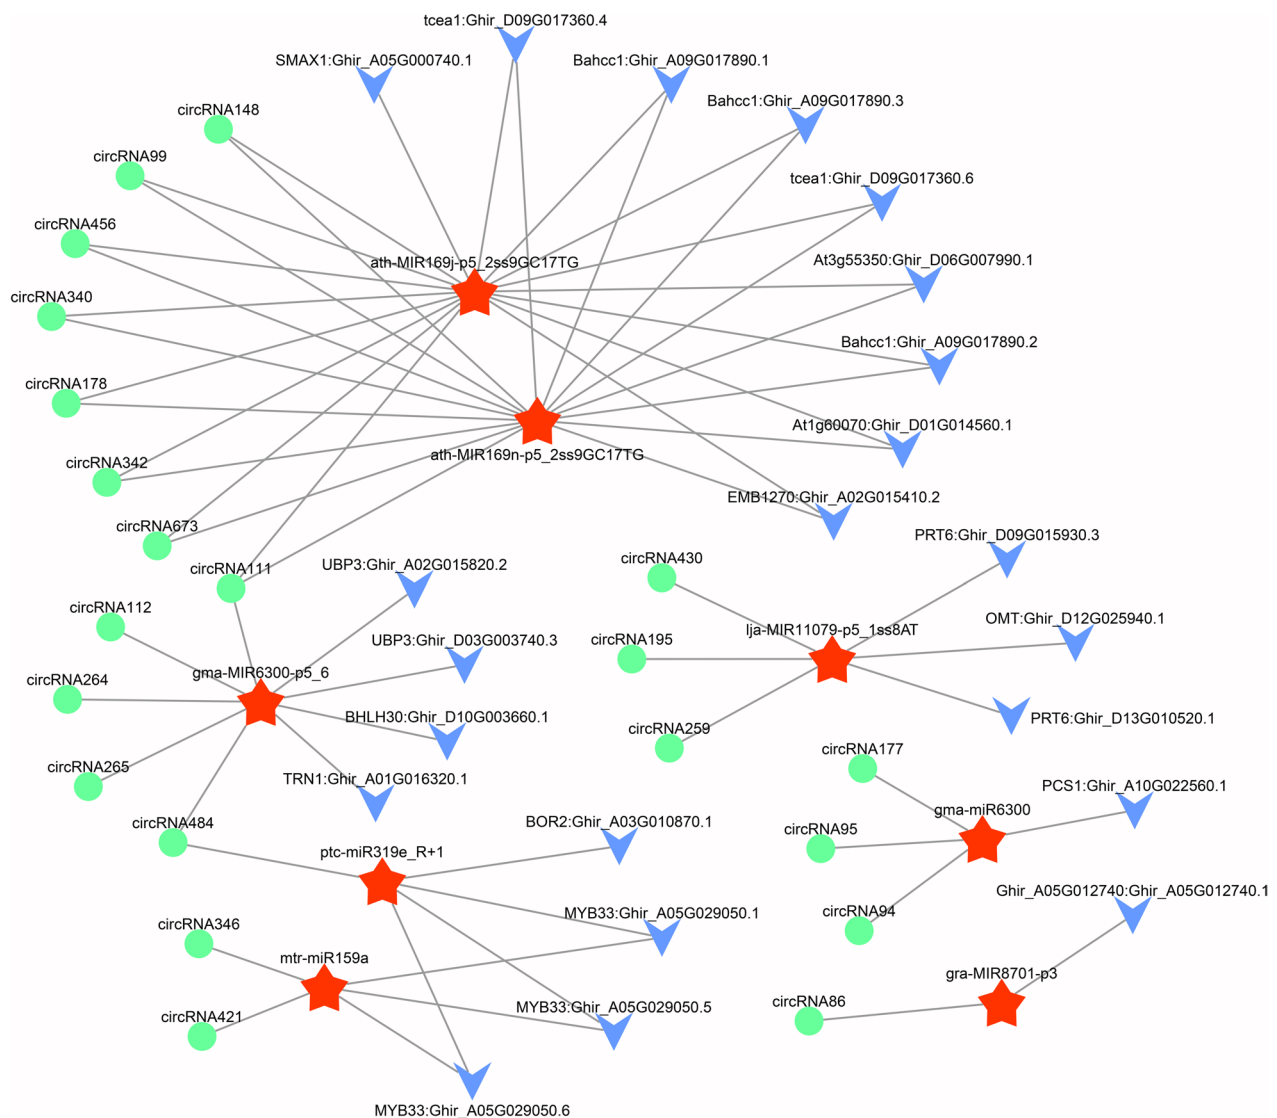 tcea1:Ghir_D09G017360.4
SMAX1:Ghir_A05G000740.1
Bahcc1:Ghir_A09G017890.1
Bahcc1:Ghir_A09G017890.3
circRNA148
circRNA99
tcea1:Ghir_D09G017360.6
circRNA456
ath-MIR169j-p5_2ss9GC17TG
At3g55350:Ghir_D06G007990.1
circRNA340
Bahcc1:Ghir_A09G017890.2
circRNA178
At1g60070:Ghir_D01G014560.1
circRNA342
ath-MIR169n-p5_2ss9GC17TG
EMB1270:Ghir_A02G015410.2
circRNA673
PRT6:Ghir_D09G015930.3
circRNA111
UBP3:Ghir_A02G015820.2
circRNA430
circRNA112
UBP3:Ghir_D03G003740.3
circRNA195
lja-MIR11079-p5_1ss8AT
OMT:Ghir_D12G025940.1
circRNA264
gma-MIR6300-p5_6
BHLH30:Ghir_D10G003660.1
circRNA259
PRT6:Ghir_D13G010520.1
circRNA265
TRN1:Ghir_A01G016320.1
circRNA177
PCS1:Ghir_A10G022560.1
circRNA484
BOR2:Ghir_A03G010870.1
circRNA95
gma-miR6300
ptc-miR319e_R+1
Ghir_A05G012740:Ghir_A05G012740.1
circRNA346
MYB33:Ghir_A05G029050.1
circRNA94
mtr-miR159a
gra-MIR8701-p3
circRNA421
MYB33:Ghir_A05G029050.5
circRNA86
MYB33:Ghir_A05G029050.6